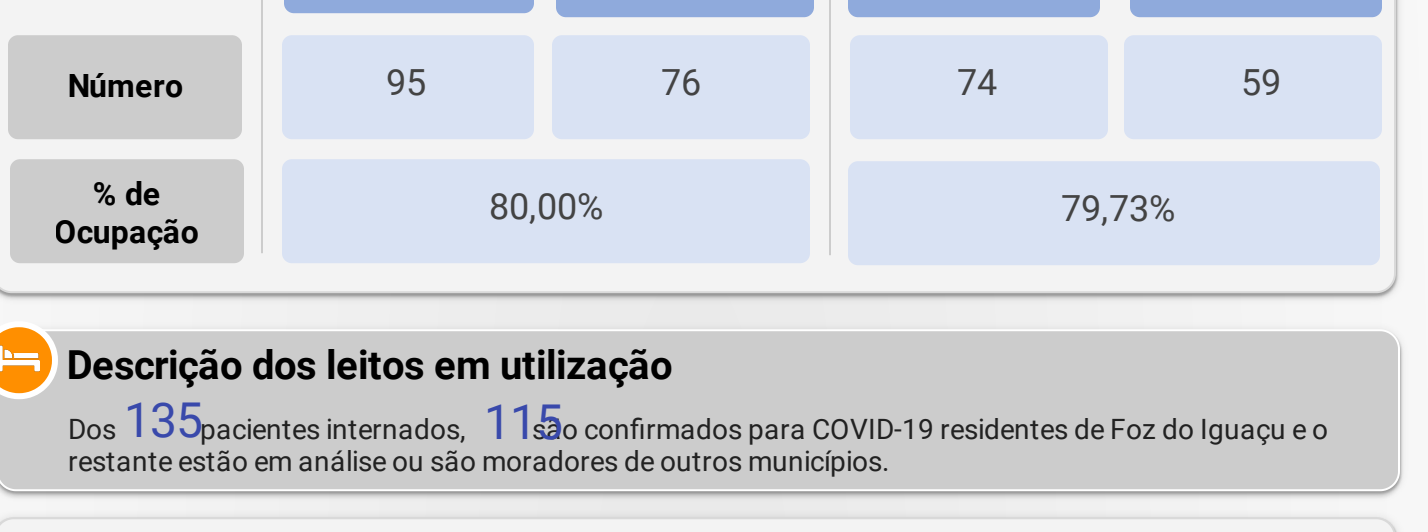 Número 95 76 74 59
% de
Ocupação 80,00% 79,73%
Descrição dos leitos em utilização
Dos 135 pacientes internados, 115 são confirmados para COVID-19 residentes de Foz do Iguaçu e o
restante estão em análise ou são moradores de outros municípios.